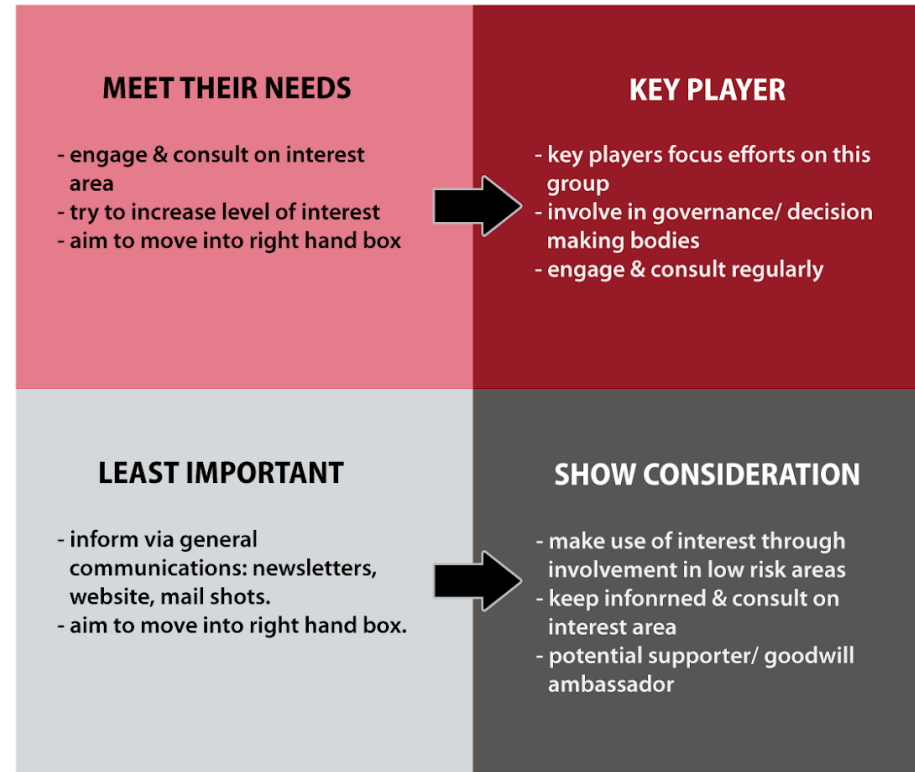 MEET THEIR NEEDS
- engage & consult on interest
area
- try to increase level of interest
- aim to move into right hand box
KEY PLAYER
- key players focus efforts on this
group
- involve in governance/ decision
making bodies
- engage & consult regularly
LEAST IMPORTANT
- inform via general
communications: newsletters,
website, mail shots.
- aim to move into right hand box.
SHOW CONSIDERATION
- make use of interest through
involvement in low risk areas
- keep infonrned & consult on
interest area
- potential supporter/ goodwill
ambassador